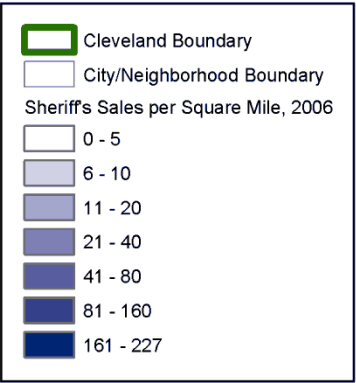 Cleveland Boundary
City/Neighborhood Boundary
Sheriff's Sales per Square Mile, 2006
0 - 5
6 - 10
11 - 20
21 - 40
41 - 80
81 - 160
161 - 227